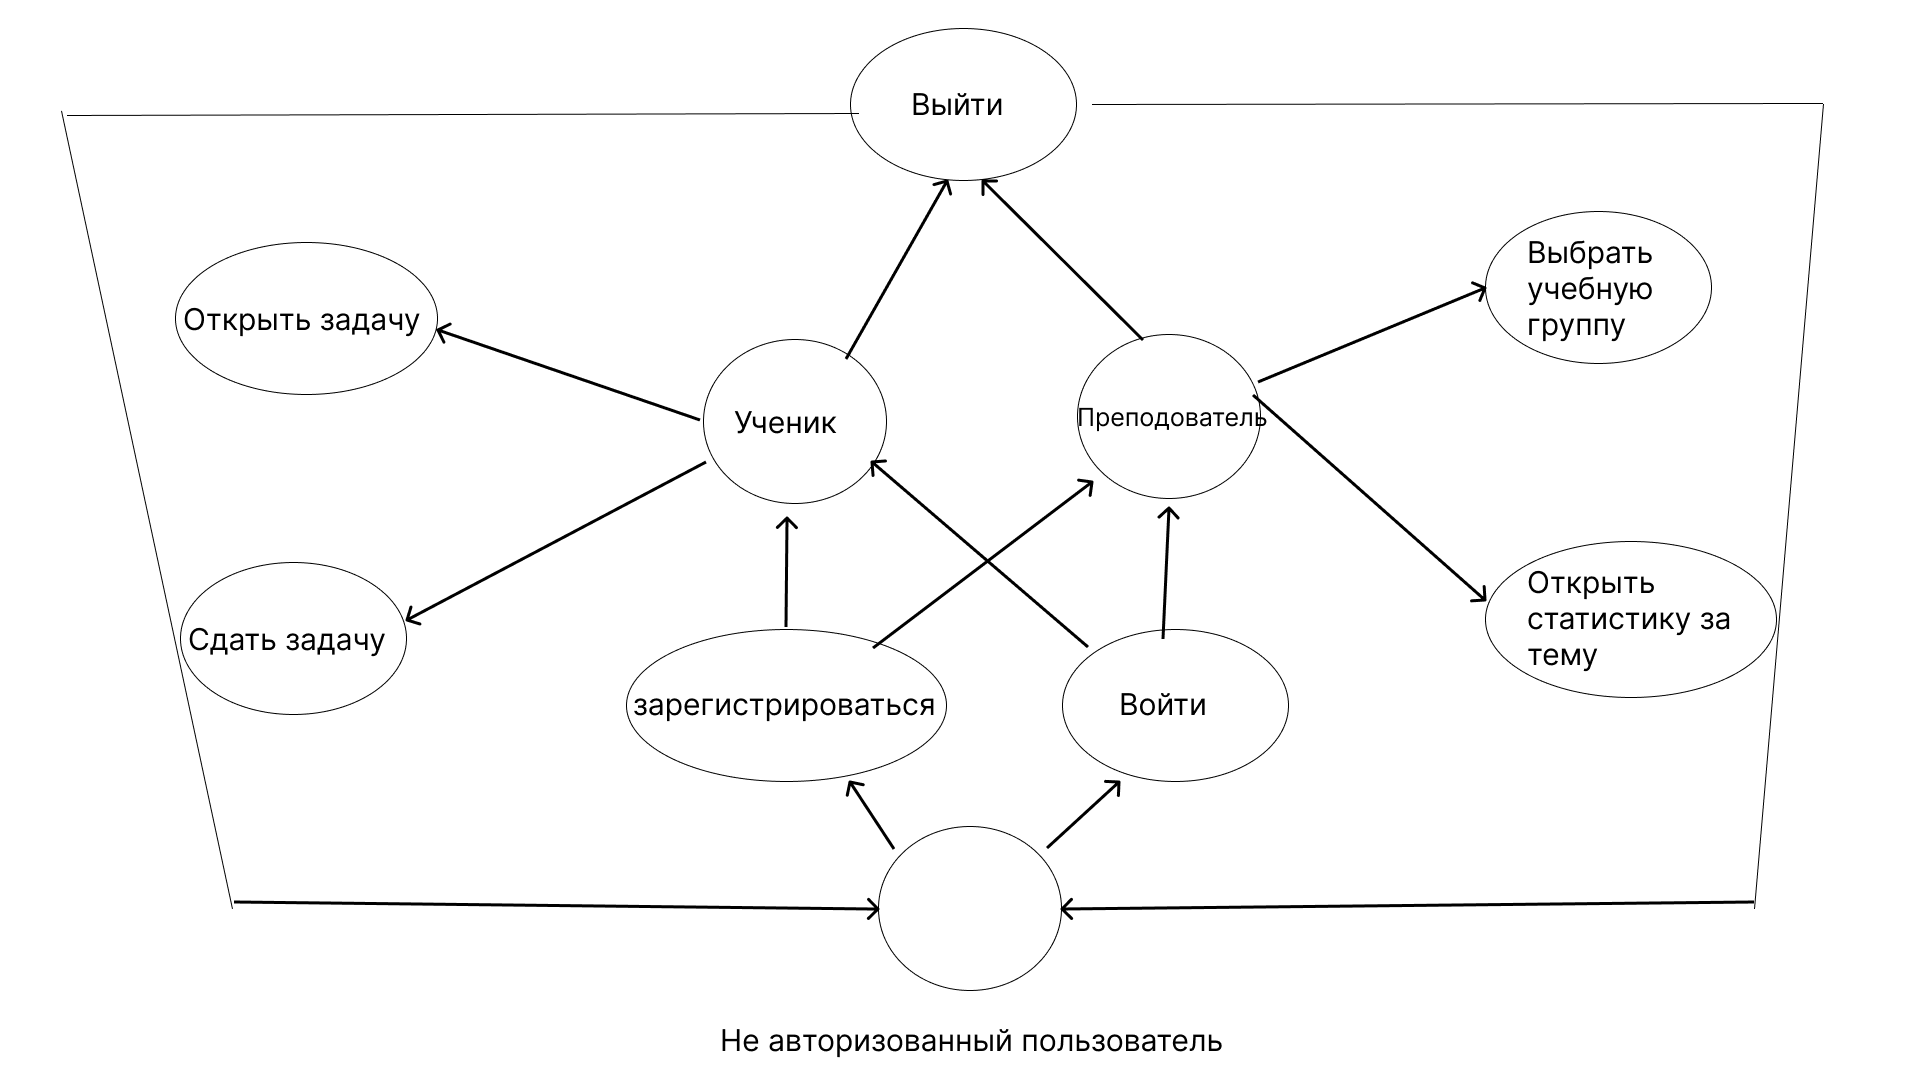 Выйти
Выбрать
учебную
группу
Открыть задачу
Ученик
Преподователь
Открыть
статистику за
тему
Сдать задачу
зарегистрироваться
Войти
Не авторизованный пользователь